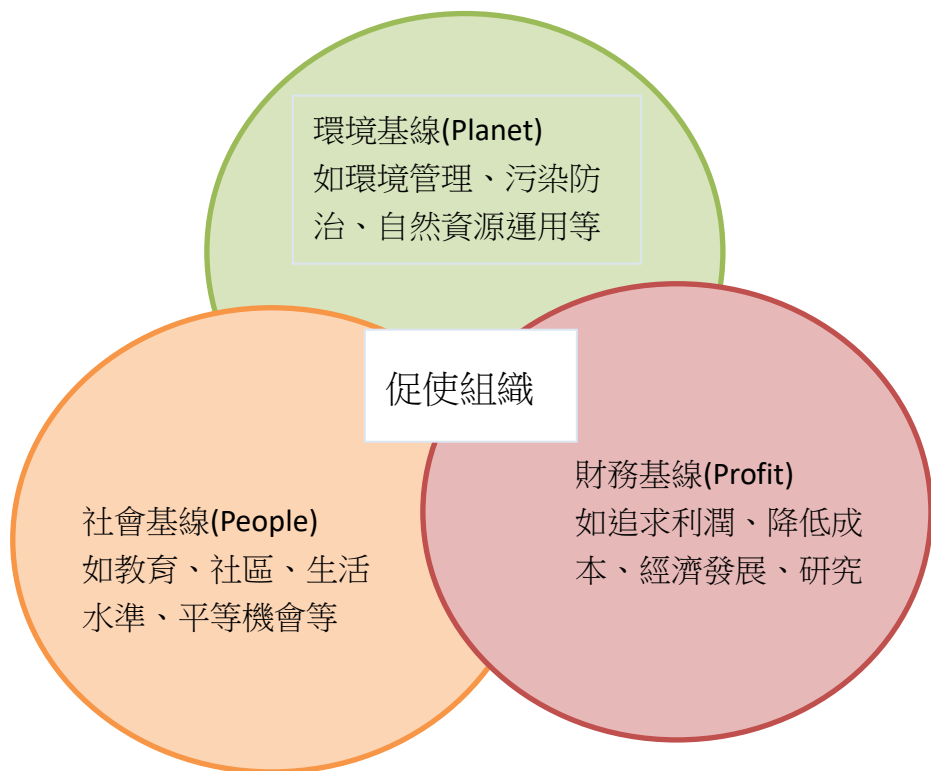 環境基線(Planet)
如環境管理、污染防
治、自然資源運用等
促使組織
社會基線(People)
如教育、社區、生活
水準、平等機會等
財務基線(Profit)
如追求利潤、降低成
本、經濟發展、研究